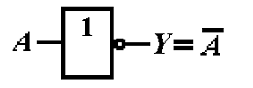 A 1 Y = A̅